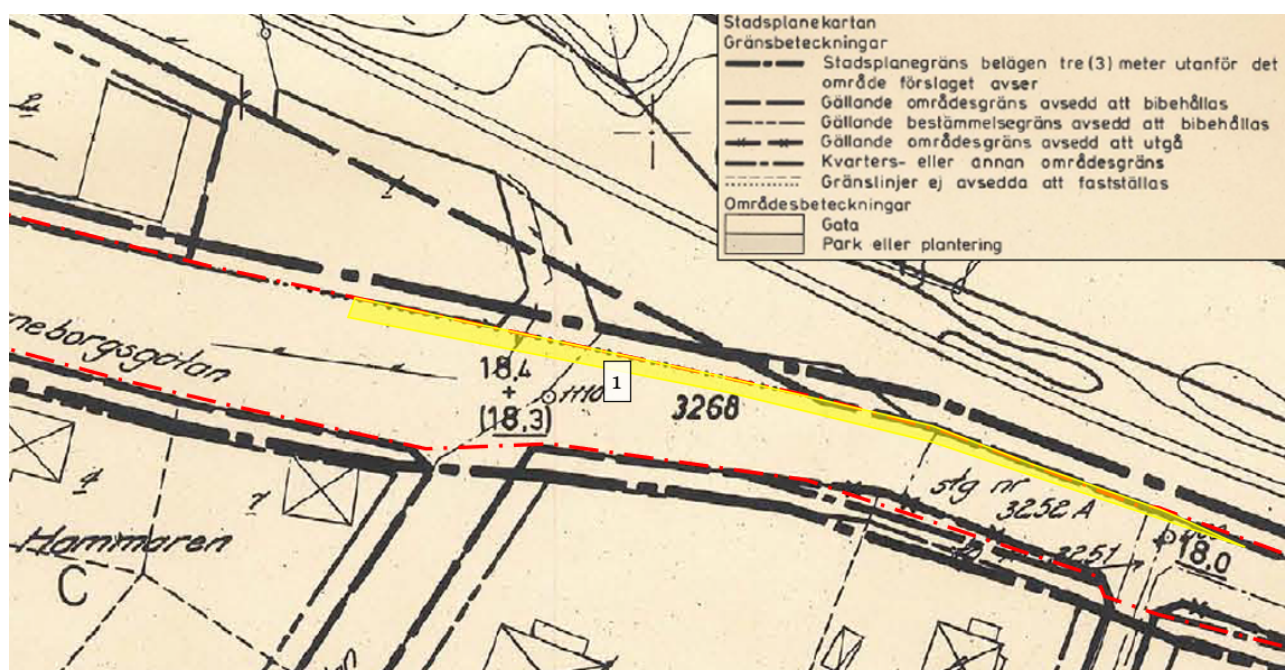 Stadsplanekartan
Gränsbeteckningar
Stadsplanegräns belägen tre (3) meter utanför det
område förslaget avser
Gällande områdesgräns avsedd att bibehållas
Gällande bestämmelsegräns avsedd att bibehållas
Gällande områdesgräns avsedd att utgå
Kvarters- eller annan områdesgräns
Gränslinjer ej avsedda att fastställas
Områdesbeteckningar
Gata
Park eller plantering
neborgsgatan
18,4
+
(18,3)
1110
1
3268
stg nr
3252 A
3251
18,0
4
7
Hammaren
C